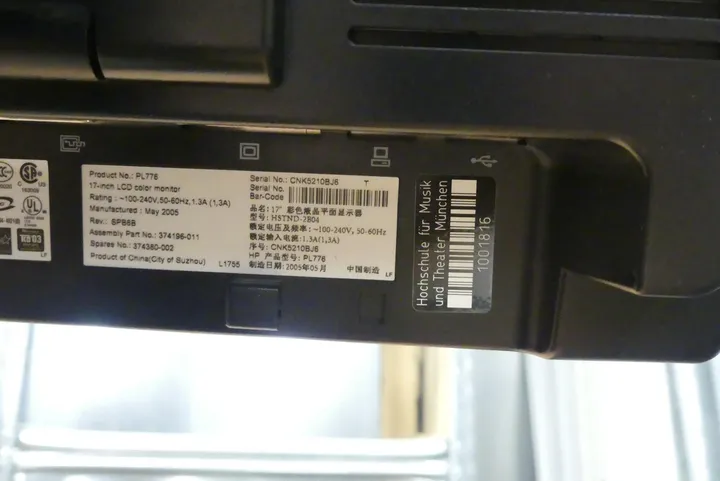 Product No.: PL776
17-inch LCD color monitor
Rating : ~100-240V,50-60Hz,1.3A (1,3A)
Manufactured : May 2005
Rev.: SPB6B
Assembly Part No.: 374196-011
Spares No.: 374380-002
Product of China(City of Suzhou)
L1755
Serial No.: CNK5210BJ6 T
Serial No.
Bar-Code
品名:17" 彩色液晶平面显示器
型号:HSTND-2B04
额定电压及频率:~100-240V, 50-60Hz
额定输入电流:1.3A(1,3A)
序号:CNK5210BJ6
HP 产品型号:PL776
制造日期:2005年05月 中国制造
LF
Hochschule für Musik
und Theater München
1001816
LF